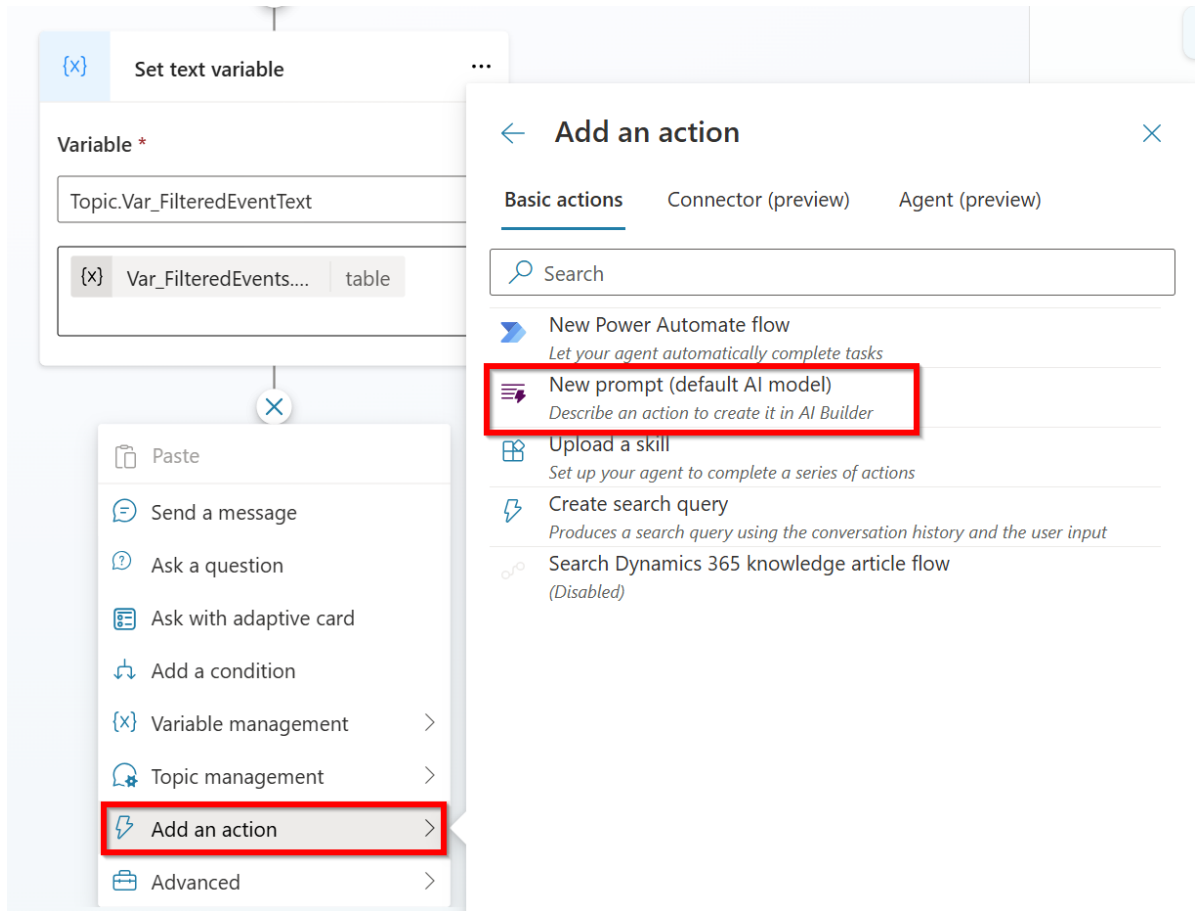 {x}
Set text variable
...
Variable *
Topic.Var_FilteredEventText
{x} Var_FilteredEvents.... table
Paste
Send a message
Ask a question
Ask with adaptive card
Add a condition
{x} Variable management
Topic management
Add an action
Advanced
Add an action
Basic actions Connector (preview) Agent (preview)
Search
New Power Automate flow
Let your agent automatically complete tasks
New prompt (default AI model)
Describe an action to create it in AI Builder
Upload a skill
Set up your agent to complete a series of actions
Create search query
Produces a search query using the conversation history and the user input
Search Dynamics 365 knowledge article flow
(Disabled)